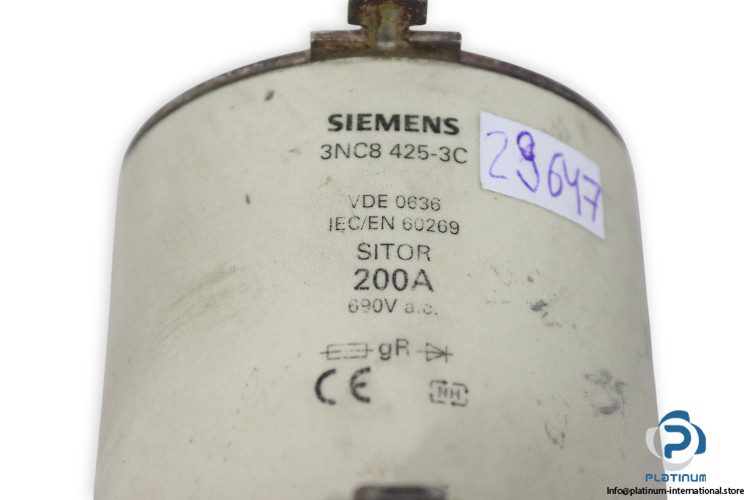 SIEMENS
3NC8 425-3C
29647
VDE 0636
IEC/EN 60269
SITOR
200A
690V a.c.
gR
CE
NH
PLATINUM
Info@platinum-international.store